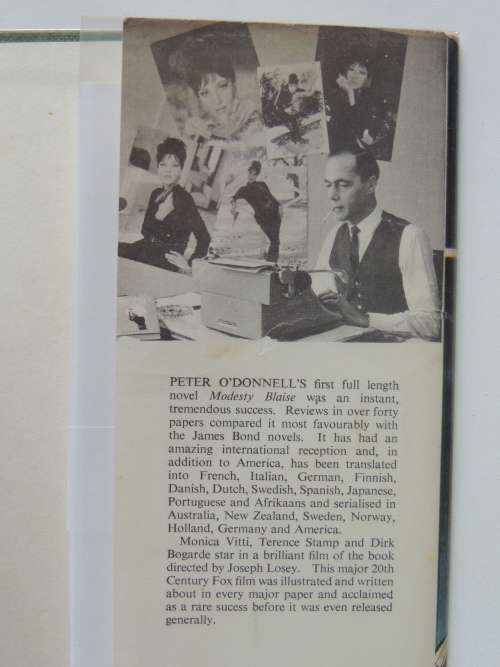 PETER O'DONNELL'S first full length
novel Modesty Blaise was an instant,
tremendous success. Reviews in over forty
papers compared it most favourably with
the James Bond novels. It has had an
amazing international reception and, in
addition to America, has been translated
into French, Italian, German, Finnish,
Danish, Dutch, Swedish, Spanish, Japanese,
Portuguese and Afrikaans and serialised in
Australia, New Zealand, Sweden, Norway,
Holland, Germany and America.
Monica Vitti, Terence Stamp and Dirk
Bogarde star in a brilliant film of the book
directed by Joseph Losey. This major 20th
Century Fox film was illustrated and written
about in every major paper and acclaimed
as a rare sucess before it was even released
generally.